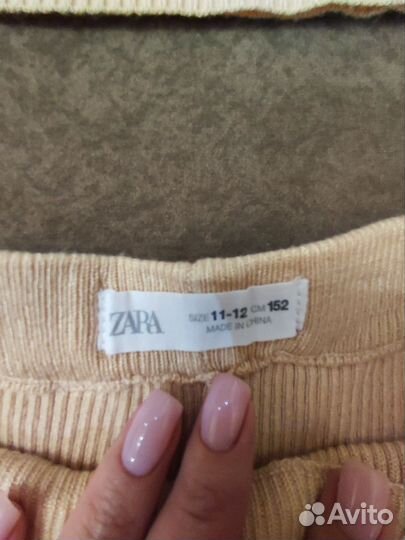 ZARA SIZE 11-12 CM 152
MADE IN CHINA
Avito